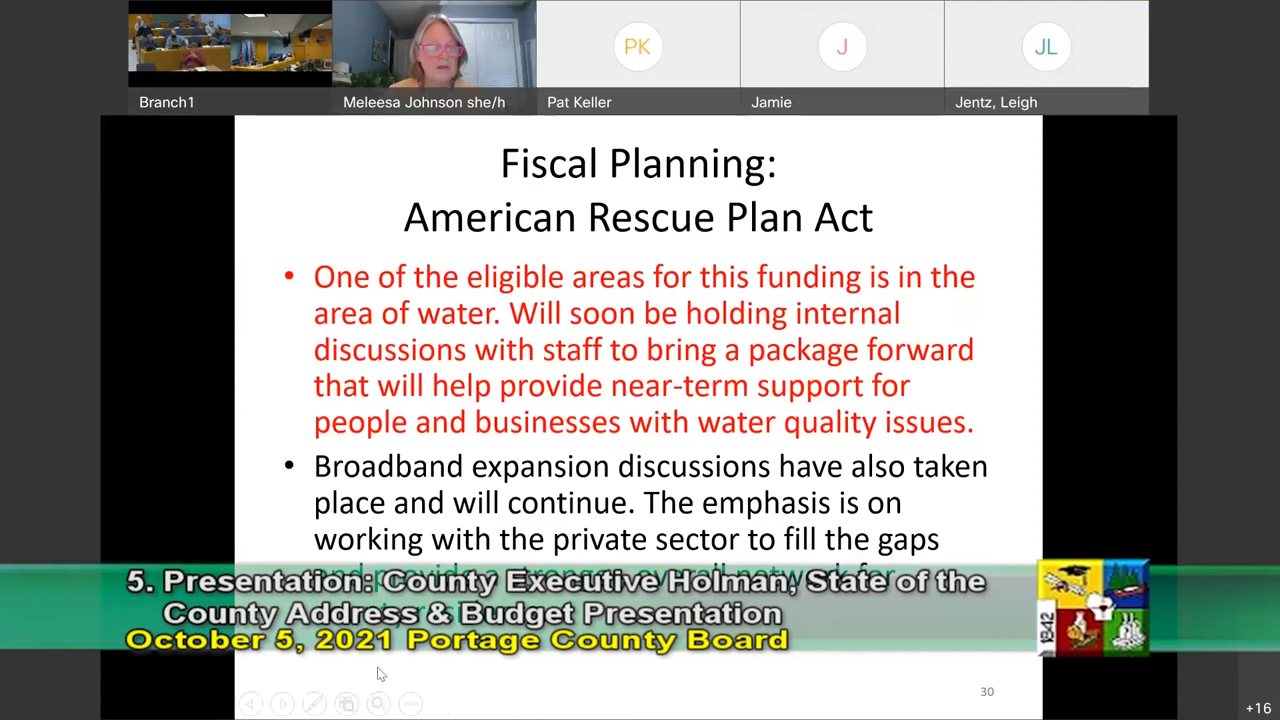 Branch1
Meleesa Johnson she/h
PK
Pat Keller
J
Jamie
JL
Jentz, Leigh
Fiscal Planning:
American Rescue Plan Act
• One of the eligible areas for this funding is in the
area of water. Will soon be holding internal
discussions with staff to bring a package forward
that will help provide near-term support for
people and businesses with water quality issues.
• Broadband expansion discussions have also taken
place and will continue. The emphasis is on
working with the private sector to fill the gaps
5. Presentation: County Executive Holman, State of the
County Address & Budget Presentation
October 5, 2021 Portage County Board
1842
30
+16